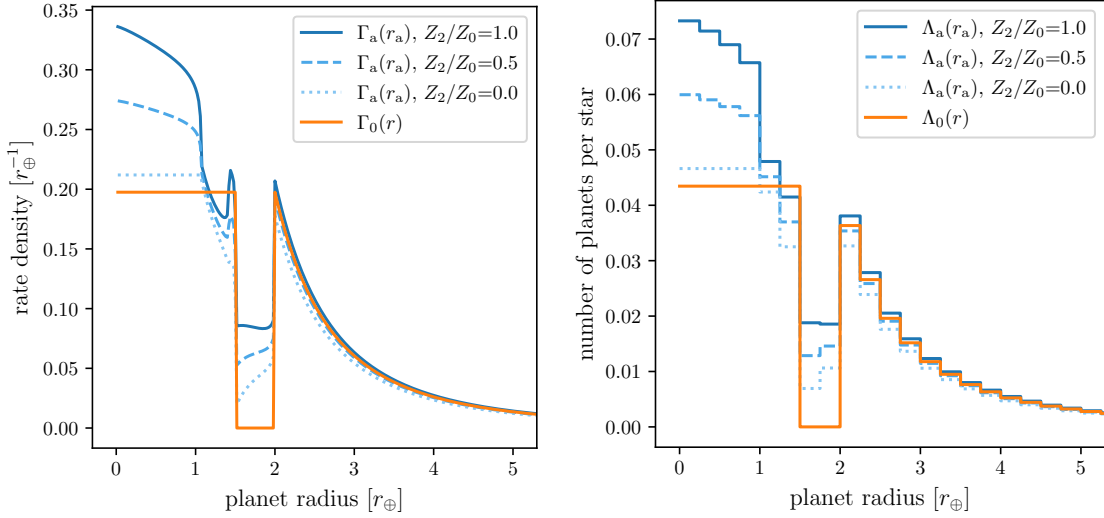 0.35
0.30
0.25
0.20
0.15
0.10
0.05
0.00
rate density [r⊕⁻¹]
Γₐ(rₐ), Z₂/Z₀=1.0
Γₐ(rₐ), Z₂/Z₀=0.5
Γₐ(rₐ), Z₂/Z₀=0.0
Γ₀(r)
0 1 2 3 4 5
planet radius [r⊕]
0.07
0.06
0.05
0.04
0.03
0.02
0.01
0.00
number of planets per star
Λₐ(rₐ), Z₂/Z₀=1.0
Λₐ(rₐ), Z₂/Z₀=0.5
Λₐ(rₐ), Z₂/Z₀=0.0
Λ₀(r)
0 1 2 3 4 5
planet radius [r⊕]